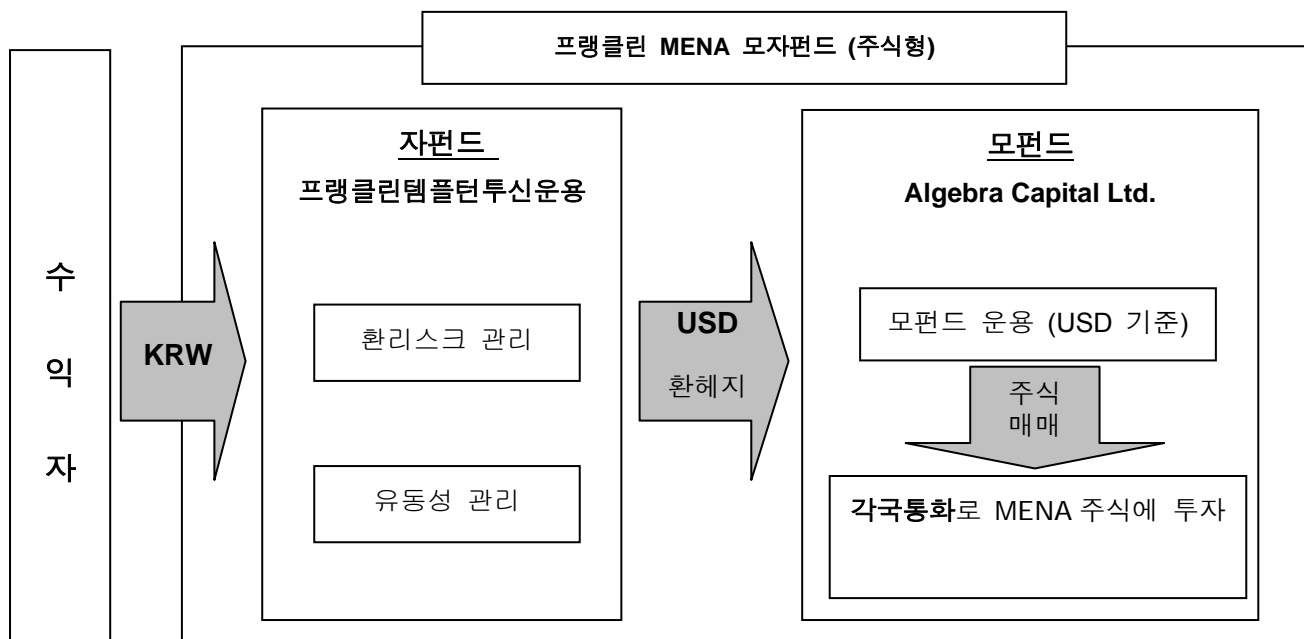 프랭클린 MENA 모자펀드 (주식형)
수
익
자
KRW
자펀드
프랭클린템플턴투신운용
환리스크 관리
유동성 관리
USD
환헤지
모펀드
Algebra Capital Ltd.
모펀드 운용 (USD 기준)
주식
매매
각국통화로 MENA 주식에 투자